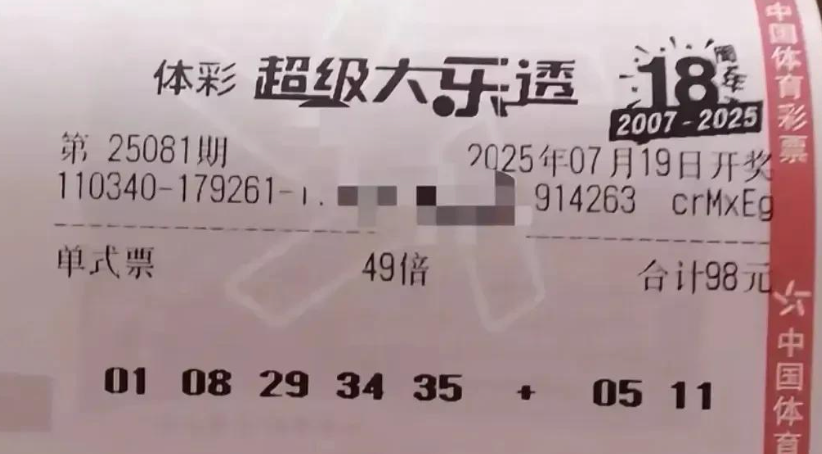 体彩 超级大乐透 18周年
2007-2025
第 25081期 2025年07月19日开奖
110340-179261- 914263 crMxEg
单式票 49倍 合计98元
01 08 29 34 35 + 05 11
中国体育彩票
中国体育